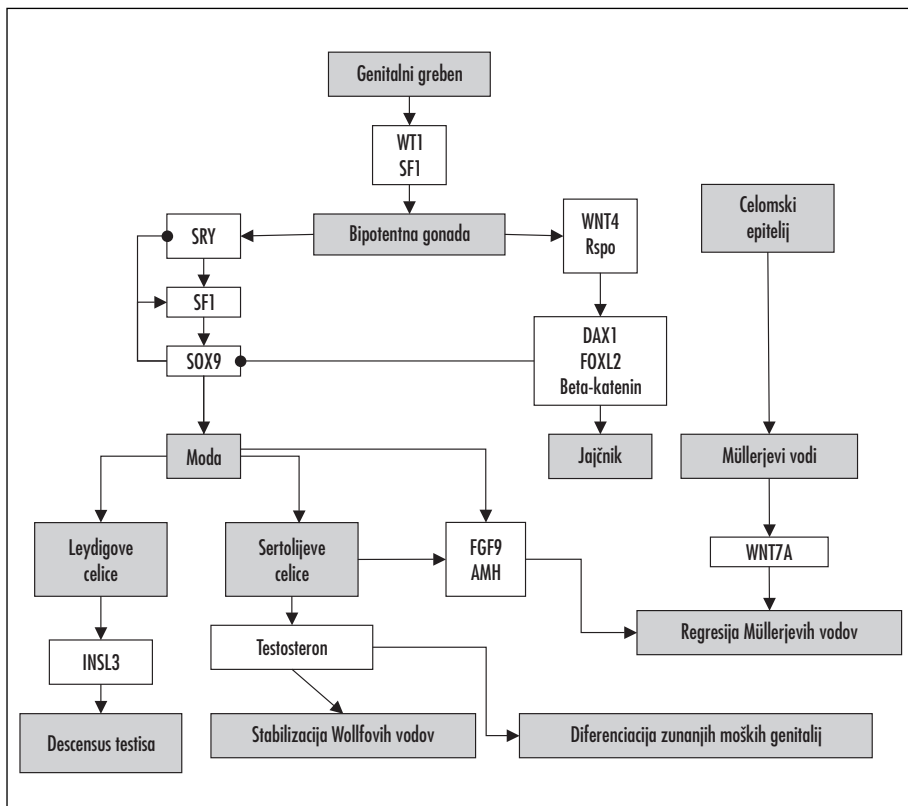 Genitalni greben
WT1
SF1
Celomski
epitelij
WNT4
Rspo
SRY
Bipotentna gonada
SF1
DAX1
FOXL2
Beta-katenin
SOX9
Moda
Jajčnik
Müllerjevi vodi
Leydigove
celice
Sertolijeve
celice
FGF9
AMH
WNT7A
Regresija Müllerjevih vodov
INSL3
Testosteron
Descensus testisa
Stabilizacija Wollfovih vodov
Diferenciacija zunanjih moških genitalij